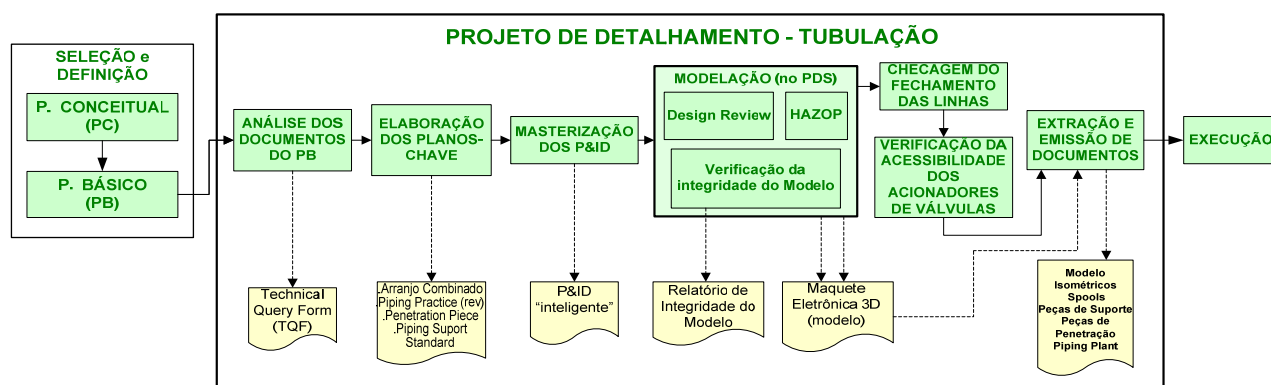 PROJETO DE DETALHAMENTO - TUBULAÇÃO
SELEÇÃO e
DEFINIÇÃO
P. CONCEITUAL
(PC)
P. BÁSICO
(PB)
ANÁLISE DOS
DOCUMENTOS
DO PB
ELABORAÇÃO
DOS PLANOS-
CHAVE
MASTERIZAÇÃO
DOS P&ID
MODELAÇÃO (no PDS)
Design Review
HAZOP
Verificação da
integridade do Modelo
CHECAGEM DO
FECHAMENTO
DAS LINHAS
VERIFICAÇÃO DA
ACESSIBILIDADE
DOS
ACIONADORES
DE VÁLVULAS
EXTRAÇÃO E
EMISSÃO DE
DOCUMENTOS
EXECUÇÃO
Technical
Query Form
(TQF)
.Arranjo Combinado
.Piping Practice (rev)
.Penetration Piece
.Piping Suport
Standard
P&ID
“inteligente”
Relatório de
Integridade do
Modelo
Maquete
Eletrônica 3D
(modelo)
Modelo
Isométricos
Spools
Peças de Suporte
Peças de
Penetração
Piping Plant